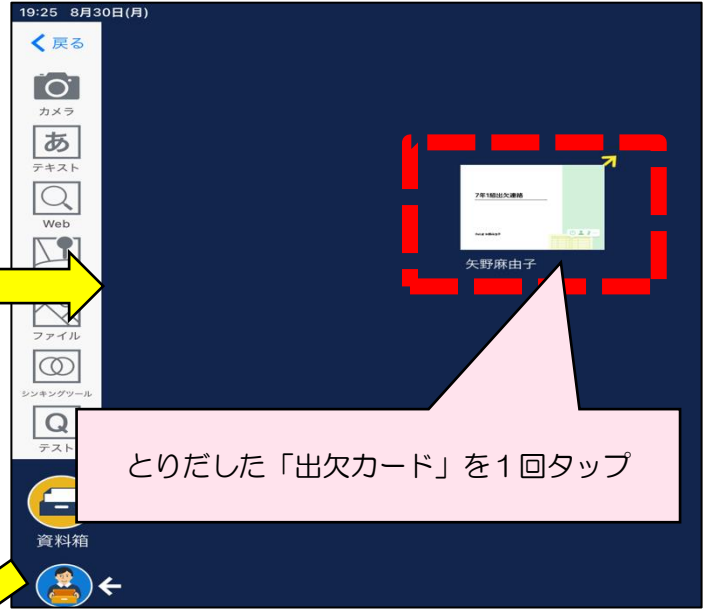 19:25 8月30日(月)
戻る
カメラ
あ
テキスト
Web
ファイル
シンキングツール
Q
テスト
資料箱
7年1組出欠連絡
矢野麻由子
とりだした「出欠カード」を1回タップ